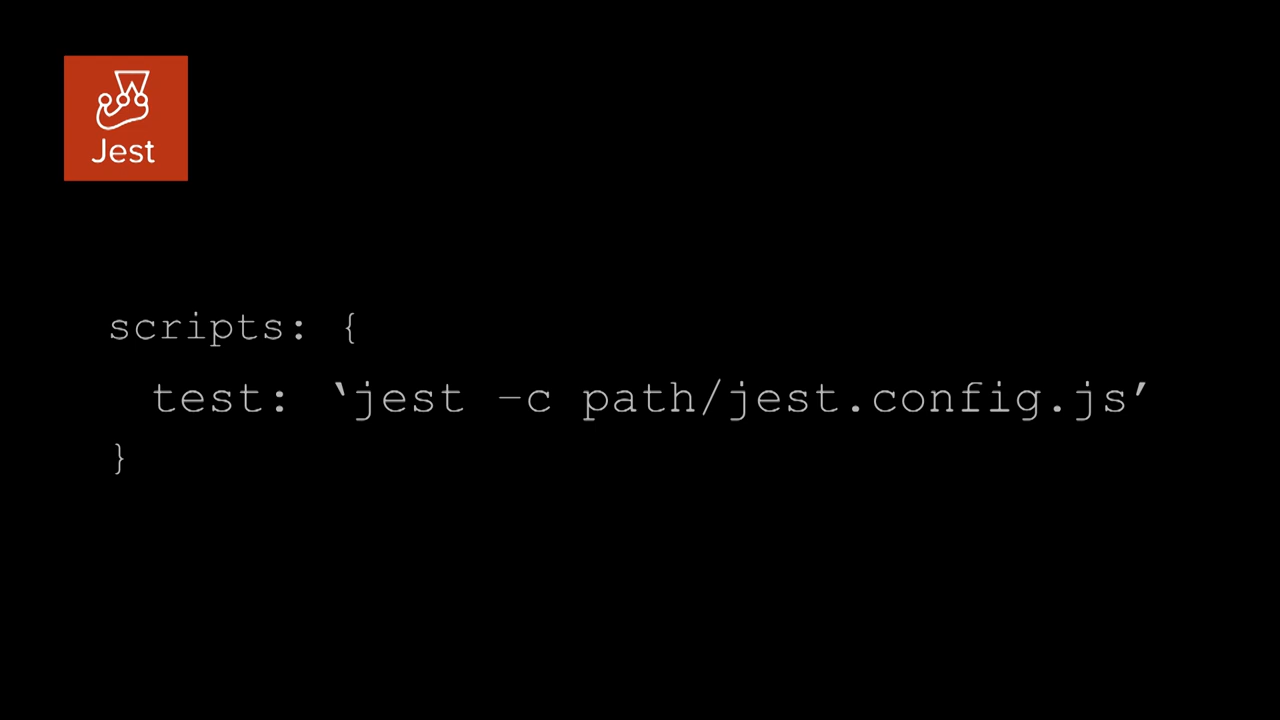 Jest
scripts: {
test: ‘jest –c path/jest.config.js’
}